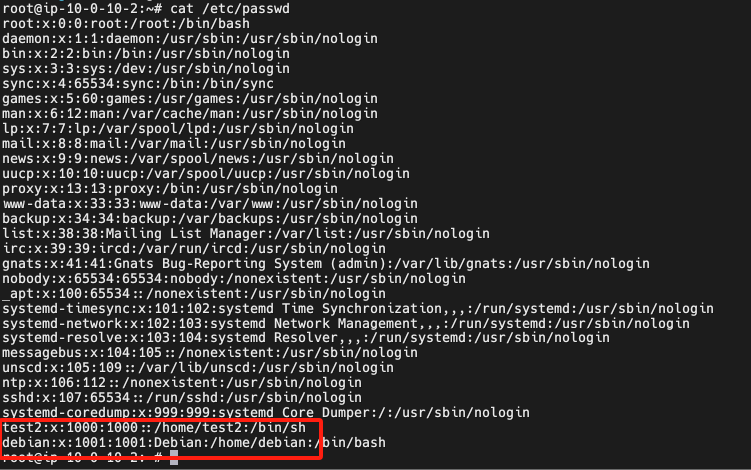 root@ip-10-0-10-2:~# cat /etc/passwd
root:x:0:0:root:/root:/bin/bash
daemon:x:1:1:daemon:/usr/sbin:/usr/sbin/nologin
bin:x:2:2:bin:/bin:/usr/sbin/nologin
sys:x:3:3:sys:/dev:/usr/sbin/nologin
sync:x:4:65534:sync:/bin:/bin/sync
games:x:5:60:games:/usr/games:/usr/sbin/nologin
man:x:6:12:man:/var/cache/man:/usr/sbin/nologin
lp:x:7:7:lp:/var/spool/lpd:/usr/sbin/nologin
mail:x:8:8:mail:/var/mail:/usr/sbin/nologin
news:x:9:9:news:/var/spool/news:/usr/sbin/nologin
uucp:x:10:10:uucp:/var/spool/uucp:/usr/sbin/nologin
proxy:x:13:13:proxy:/bin:/usr/sbin/nologin
www-data:x:33:33:www-data:/var/www:/usr/sbin/nologin
backup:x:34:34:backup:/var/backups:/usr/sbin/nologin
list:x:38:38:Mailing List Manager:/var/list:/usr/sbin/nologin
irc:x:39:39:ircd:/var/run/ircd:/usr/sbin/nologin
gnats:x:41:41:Gnats Bug-Reporting System (admin):/var/lib/gnats:/usr/sbin/nologin
nobody:x:65534:65534:nobody:/nonexistent:/usr/sbin/nologin
_apt:x:100:65534::/nonexistent:/usr/sbin/nologin
systemd-timesync:x:101:102:systemd Time Synchronization,,,:/run/systemd:/usr/sbin/nologin
systemd-network:x:102:103:systemd Network Management,,,:/run/systemd:/usr/sbin/nologin
systemd-resolve:x:103:104:systemd Resolver,,,:/run/systemd:/usr/sbin/nologin
messagebus:x:104:105::/nonexistent:/usr/sbin/nologin
unscd:x:105:109::/var/lib/unscd:/usr/sbin/nologin
ntp:x:106:112::/nonexistent:/usr/sbin/nologin
sshd:x:107:65534::/run/sshd:/usr/sbin/nologin
systemd-coredump:x:999:999:systemd Core Dumper:/:/usr/sbin/nologin
test2:x:1000:1000::/home/test2:/bin/sh
debian:x:1001:1001:Debian:/home/debian:/bin/bash
root@ip-10-0-10-2:~#